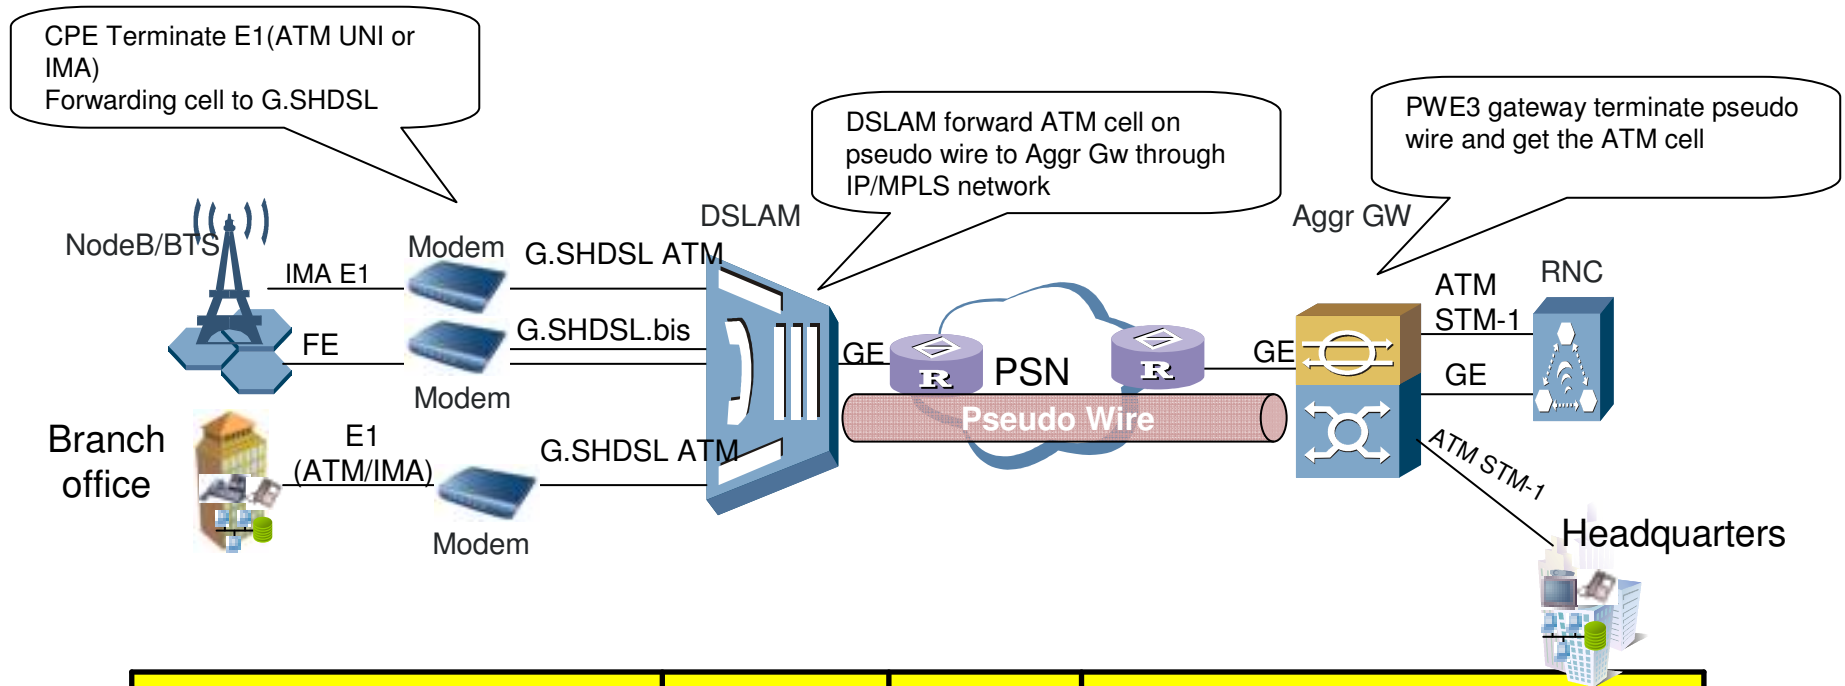 CPE Terminate E1(ATM UNI or
IMA)
Forwarding cell to G.SHDSL
DSLAM forward ATM cell on
pseudo wire to Aggr Gw through
IP/MPLS network
PWE3 gateway terminate pseudo
wire and get the ATM cell
NodeB/BTS
IMA E1
FE
Modem
G.SHDSL ATM
G.SHDSL.bis
Modem
DSLAM
GE
R
PSN
R
GE
Pseudo Wire
Aggr GW
ATM
STM-1
GE
RNC
Branch
office
E1
(ATM/IMA)
G.SHDSL ATM
Modem
ATM STM-1
Headquarters